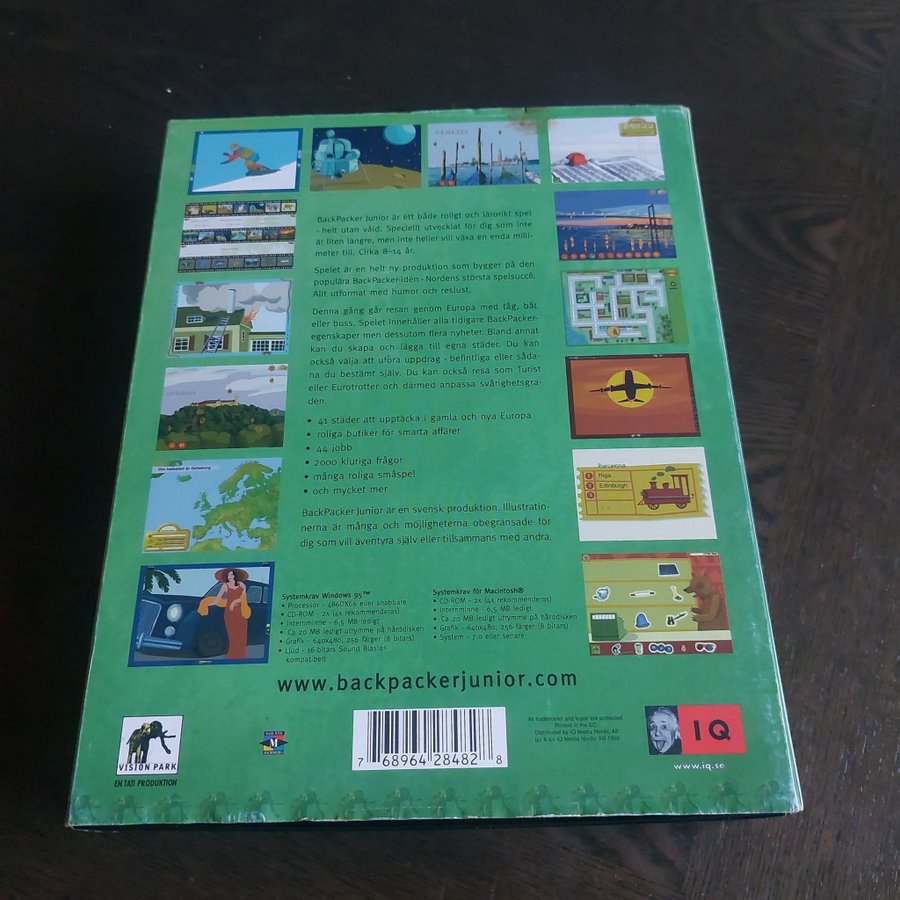 VENEZIA
BackPacker Junior är ett både roligt och lärorikt spel
- helt utan våld. Speciellt utvecklat för dig som inte
är liten längre, men inte heller vill växa en enda milli-
meter till. Cirka 8-14 år.
Spelet är en helt ny produktion som bygger på den
populära BackPacker-idén - Nordens största spelsuccé.
Allt utformat med humor och reslust.
Denna gång går resan genom Europa med tåg, båt
eller buss. Spelet innehåller alla tidigare BackPacker-
egenskaper men dessutom flera nyheter. Bland annat
kan du skapa och lägga till egna städer. Du kan
också välja att utföra uppdrag - befintliga eller såda-
na du bestämt själv. Du kan också resa som Turist
eller Eurotrotter och därmed anpassa svårighetsgra-
den.
• 41 städer att upptäcka i gamla och nya Europa
• roliga butiker för smarta affärer
• 44 jobb
• 2000 kluriga frågor
• många roliga småspel
• och mycket mer
BackPacker Junior är en svensk produktion. Illustratio-
nerna är många och möjligheterna obegränsade för
dig som vill äventyra själv eller tillsammans med andra.
Din hemstad är Göteborg
Barcelona
1 Riga
2 Edinburgh
3
Systemkrav Windows 95™
• Processor - 486DX66 eller snabbare
• CD-ROM - 2x (4x rekommenderas)
• Internminne - 6,5 MB ledigt
• Ca 20 MB ledigt utrymme på hårddisken
• Grafik - 640x480, 256 färger (8 bitars)
• Ljud - 16-bitars Sound Blaster-
kompatibelt
Systemkrav för Macintosh®
• CD-ROM - 2x (4x rekommenderas)
• Internminne - 6,5 MB ledigt
• Ca 20 MB ledigt utrymme på hårddisken
• Grafik - 640x480, 256 färger (8 bitars)
• System - 7.0 eller senare
www.backpackerjunior.com
VISION PARK
EN TATI PRODUKTION
M
7 68964 28482 8
All trademarks and logos are protected
Printed in the EC
Distributed by IQ Media Nordic AB
IQ
www.iq.se